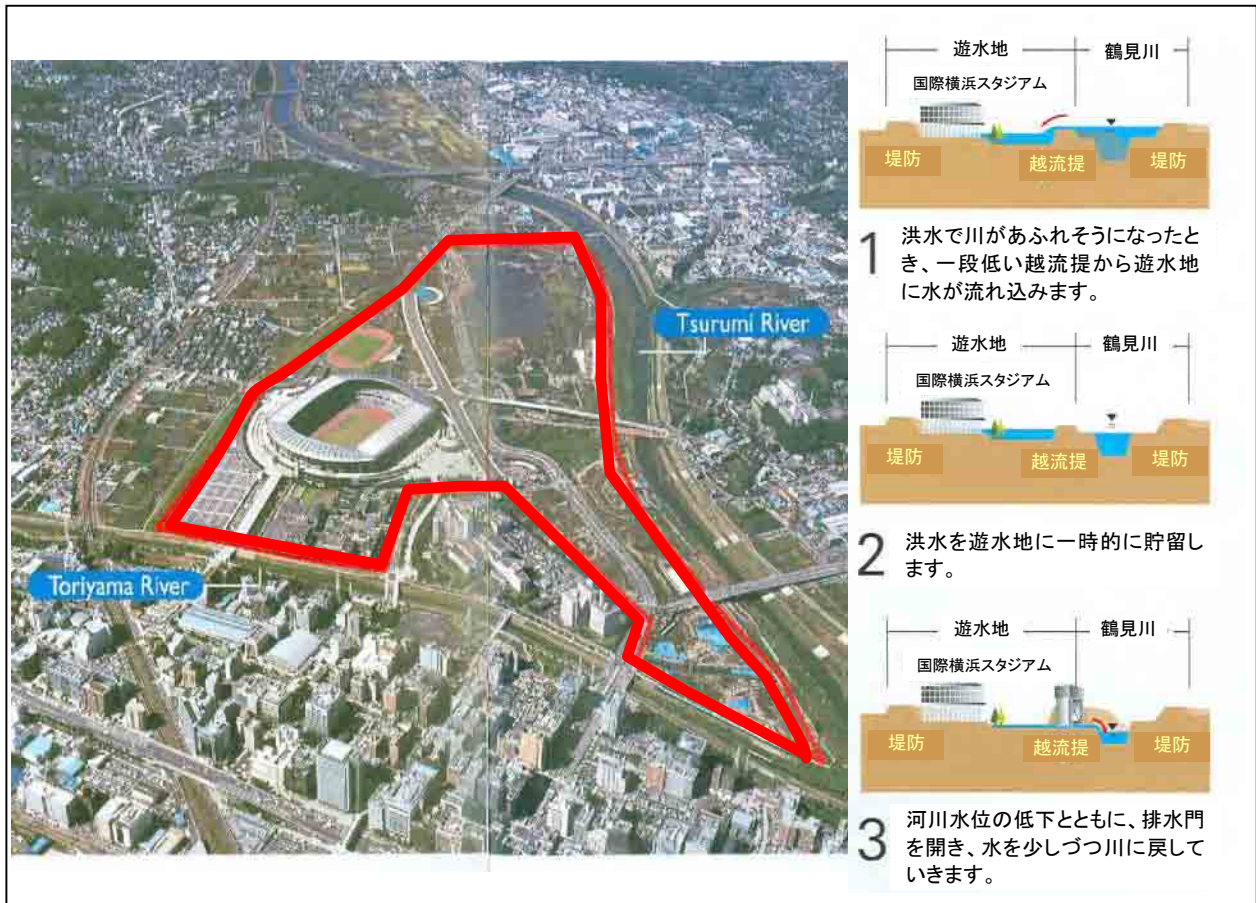 Tsurumi River
Toriyama River
遊水地
鶴見川
国際横浜スタジアム
堤防
越流提
堤防
1
洪水で川があふれそうになったと
き、一段低い越流提から遊水地
に水が流れ込みます。
遊水地
鶴見川
国際横浜スタジアム
堤防
越流提
堤防
2
洪水を遊水地に一時的に貯留し
ます。
遊水地
鶴見川
国際横浜スタジアム
堤防
越流提
堤防
3
河川水位の低下とともに、排水門
を開き、水を少しづつ川に戻して
いきます。